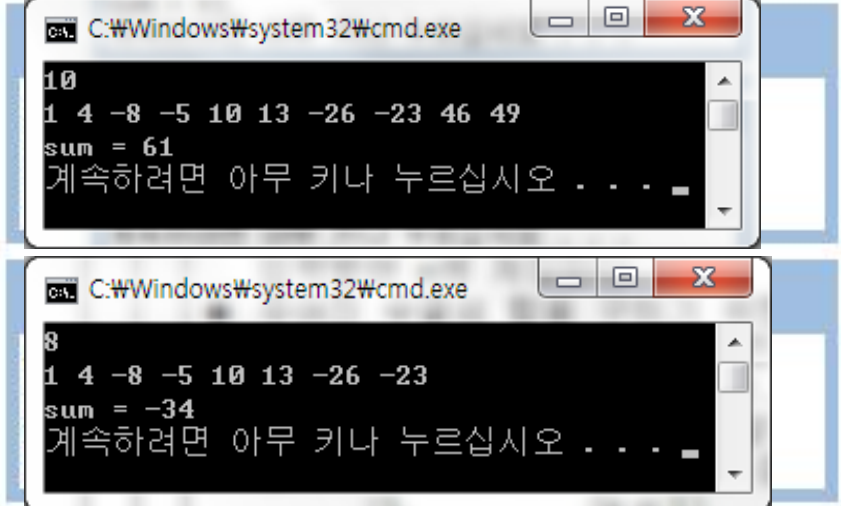 C:₩Windows₩system32₩cmd.exe
10
1 4 -8 -5 10 13 -26 -23 46 49
sum = 61
계속하려면 아무 키나 누르십시오 . . .
C:₩Windows₩system32₩cmd.exe
8
1 4 -8 -5 10 13 -26 -23
sum = -34
계속하려면 아무 키나 누르십시오 . . .